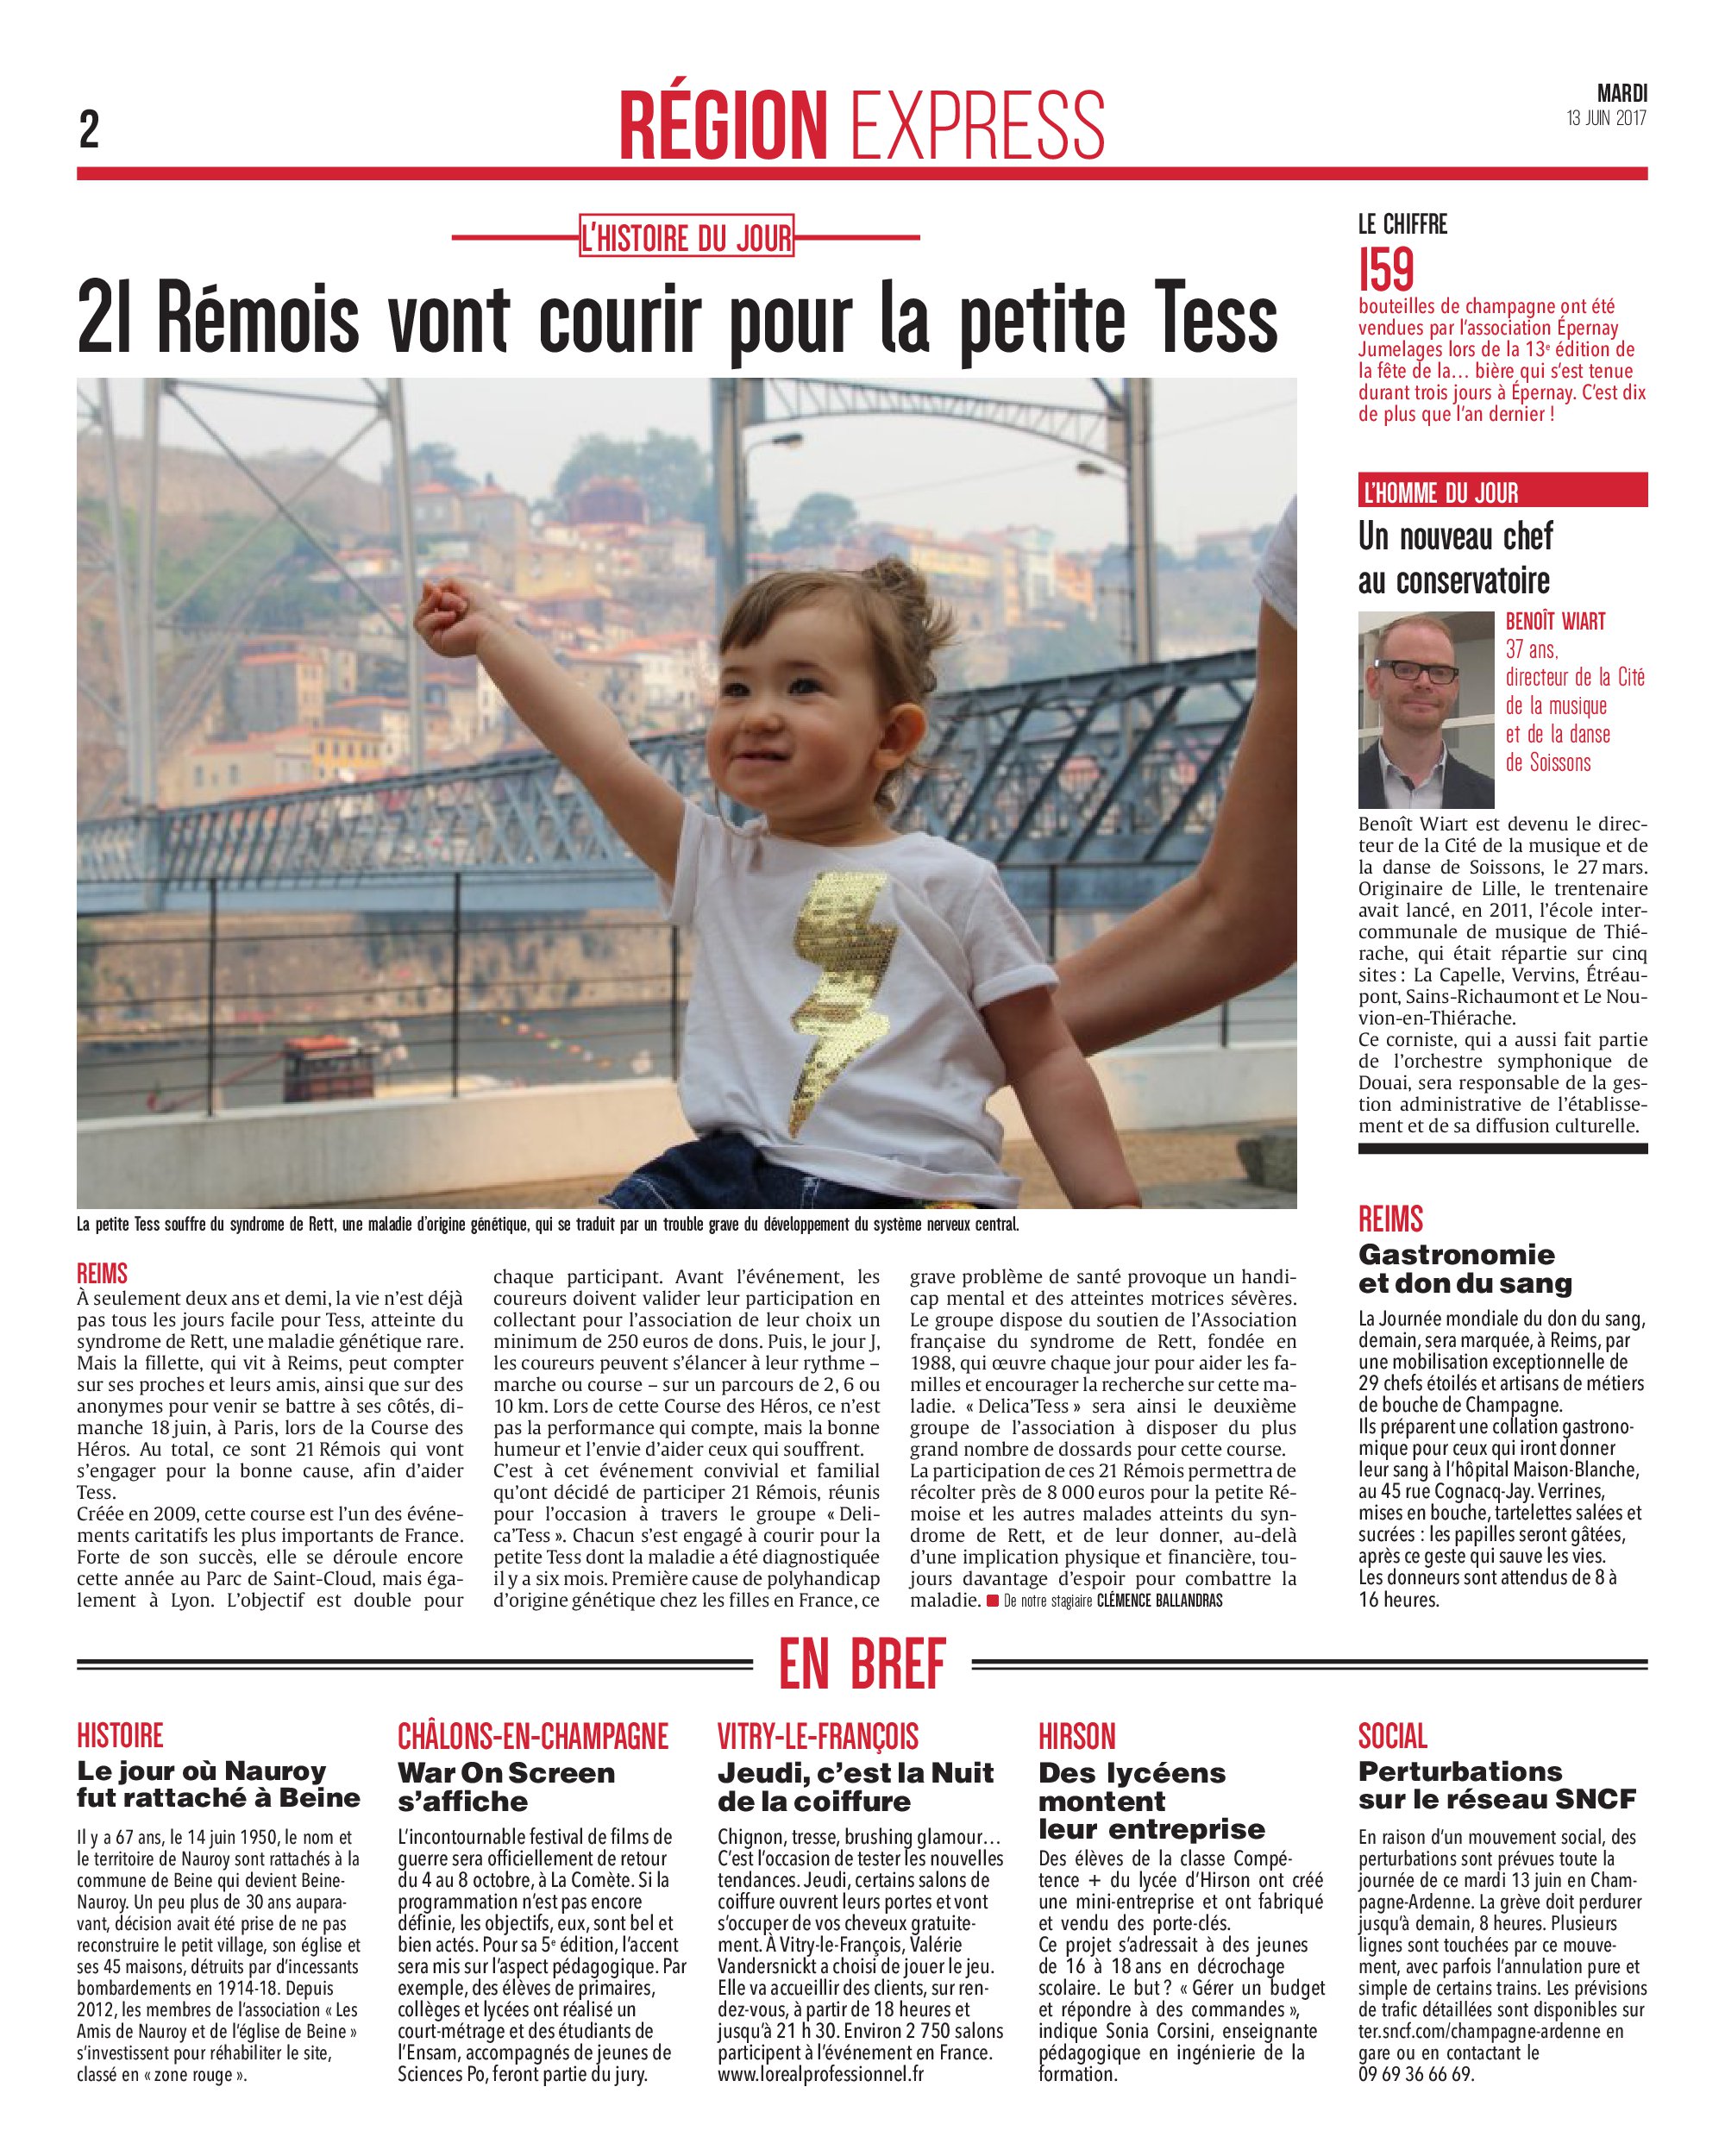 2
RÉGION EXPRESS
MARDI
13 JUIN 2017
L'HISTOIRE DU JOUR
21 Rémois vont courir pour la petite Tess
La petite Tess souffre du syndrome de Rett, une maladie d'origine génétique, qui se traduit par un trouble grave du développement du système nerveux central.
REIMS
À seulement deux ans et demi, la vie n'est déjà
pas tous les jours facile pour Tess, atteinte du
syndrome de Rett, une maladie génétique rare.
Mais la fillette, qui vit à Reims, peut compter
sur ses proches et leurs amis, ainsi que sur des
anonymes pour venir se battre à ses côtés, di-
manche 18 juin, à Paris, lors de la Course des
Héros. Au total, ce sont 21 Rémois qui vont
s'engager pour la bonne cause, afin d'aider
Tess.
Créée en 2009, cette course est l'un des événe-
ments caritatifs les plus importants de France.
Forte de son succès, elle se déroule encore
cette année au Parc de Saint-Cloud, mais éga-
lement à Lyon. L'objectif est double pour
chaque participant. Avant l'événement, les
coureurs doivent valider leur participation en
collectant pour l'association de leur choix un
minimum de 250 euros de dons. Puis, le jour J,
les coureurs peuvent s'élancer à leur rythme –
marche ou course – sur un parcours de 2, 6 ou
10 km. Lors de cette Course des Héros, ce n'est
pas la performance qui compte, mais la bonne
humeur et l'envie d'aider ceux qui souffrent.
C'est à cet événement convivial et familial
qu'ont décidé de participer 21 Rémois, réunis
pour l'occasion à travers le groupe « Deli-
ca'Tess ». Chacun s'est engagé à courir pour la
petite Tess dont la maladie a été diagnostiquée
il y a six mois. Première cause de polyhandicap
d'origine génétique chez les filles en France, ce
grave problème de santé provoque un handi-
cap mental et des atteintes motrices sévères.
Le groupe dispose du soutien de l'Association
française du syndrome de Rett, fondée en
1988, qui œuvre chaque jour pour aider les fa-
milles et encourager la recherche sur cette ma-
ladie. « Delica'Tess » sera ainsi le deuxième
groupe de l'association à disposer du plus
grand nombre de dossards pour cette course.
La participation de ces 21 Rémois permettra de
récolter près de 8 000 euros pour la petite Ré-
moise et les autres malades atteints du syn-
drome de Rett, et de leur donner, au-delà
d'une implication physique et financière, tou-
jours davantage d'espoir pour combattre la
maladie. ■ De notre stagiaire CLÉMENCE BALLANDRAS
LE CHIFFRE
159
bouteilles de champagne ont été
vendues par l'association Épernay
Jumelages lors de la 13e édition de
la fête de la… bière qui s'est tenue
durant trois jours à Épernay. C'est dix
de plus que l'an dernier !
L'HOMME DU JOUR
Un nouveau chef
au conservatoire
BENOÎT WIART
37 ans,
directeur de la Cité
de la musique
et de la danse
de Soissons
Benoît Wiart est devenu le direc-
teur de la Cité de la musique et de
la danse de Soissons, le 27 mars.
Originaire de Lille, le trentenaire
avait lancé, en 2011, l'école inter-
communale de musique de Thié-
rache, qui était répartie sur cinq
sites : La Capelle, Vervins, Étréau-
pont, Sains-Richaumont et Le Nou-
vion-en-Thiérache.
Ce corniste, qui a aussi fait partie
de l'orchestre symphonique de
Douai, sera responsable de la ges-
tion administrative de l'établisse-
ment et de sa diffusion culturelle.
REIMS
Gastronomie
et don du sang
La Journée mondiale du don du sang,
demain, sera marquée, à Reims, par
une mobilisation exceptionnelle de
29 chefs étoilés et artisans de métiers
de bouche de Champagne.
Ils préparent une collation gastrono-
mique pour ceux qui iront donner
leur sang à l'hôpital Maison-Blanche,
au 45 rue Cognacq-Jay. Verrines,
mises en bouche, tartelettes salées et
sucrées : les papilles seront gâtées,
après ce geste qui sauve les vies.
Les donneurs sont attendus de 8 à
16 heures.
EN BREF
HISTOIRE
Le jour où Nauroy
fut rattaché à Beine
Il y a 67 ans, le 14 juin 1950, le nom et
le territoire de Nauroy sont rattachés à la
commune de Beine qui devient Beine-
Nauroy. Un peu plus de 30 ans aupara-
vant, décision avait été prise de ne pas
reconstruire le petit village, son église et
ses 45 maisons, détruits par d'incessants
bombardements en 1914-18. Depuis
2012, les membres de l'association « Les
Amis de Nauroy et de l'église de Beine »
s'investissent pour réhabiliter le site,
classé en « zone rouge ».
CHÂLONS-EN-CHAMPAGNE
War On Screen
s'affiche
L'incontournable festival de films de
guerre sera officiellement de retour
du 4 au 8 octobre, à La Comète. Si la
programmation n'est pas encore
définie, les objectifs, eux, sont bel et
bien actés. Pour sa 5e édition, l'accent
sera mis sur l'aspect pédagogique. Par
exemple, des élèves de primaires,
collèges et lycées ont réalisé un
court-métrage et des étudiants de
l'Ensam, accompagnés de jeunes de
Sciences Po, feront partie du jury.
VITRY-LE-FRANÇOIS
Jeudi, c'est la Nuit
de la coiffure
Chignon, tresse, brushing glamour…
C'est l'occasion de tester les nouvelles
tendances. Jeudi, certains salons de
coiffure ouvrent leurs portes et vont
s'occuper de vos cheveux gratuite-
ment. À Vitry-le-François, Valérie
Vandersnickt a choisi de jouer le jeu.
Elle va accueillir des clients, sur ren-
dez-vous, à partir de 18 heures et
jusqu'à 21 h 30. Environ 2 750 salons
participent à l'événement en France.
www.lorealprofessionnel.fr
HIRSON
Des lycéens
montent
leur entreprise
Des élèves de la classe Compé-
tence + du lycée d'Hirson ont créé
une mini-entreprise et ont fabriqué
et vendu des porte-clés.
Ce projet s'adressait à des jeunes
de 16 à 18 ans en décrochage
scolaire. Le but ? « Gérer un budget
et répondre à des commandes »,
indique Sonia Corsini, enseignante
pédagogique en ingénierie de la
formation.
SOCIAL
Perturbations
sur le réseau SNCF
En raison d'un mouvement social, des
perturbations sont prévues toute la
journée de ce mardi 13 juin en Cham-
pagne-Ardenne. La grève doit perdurer
jusqu'à demain, 8 heures. Plusieurs
lignes sont touchées par ce mouve-
ment, avec parfois l'annulation pure et
simple de certains trains. Les prévisions
de trafic détaillées sont disponibles sur
ter.sncf.com/champagne-ardenne en
gare ou en contactant le
09 69 36 66 69.